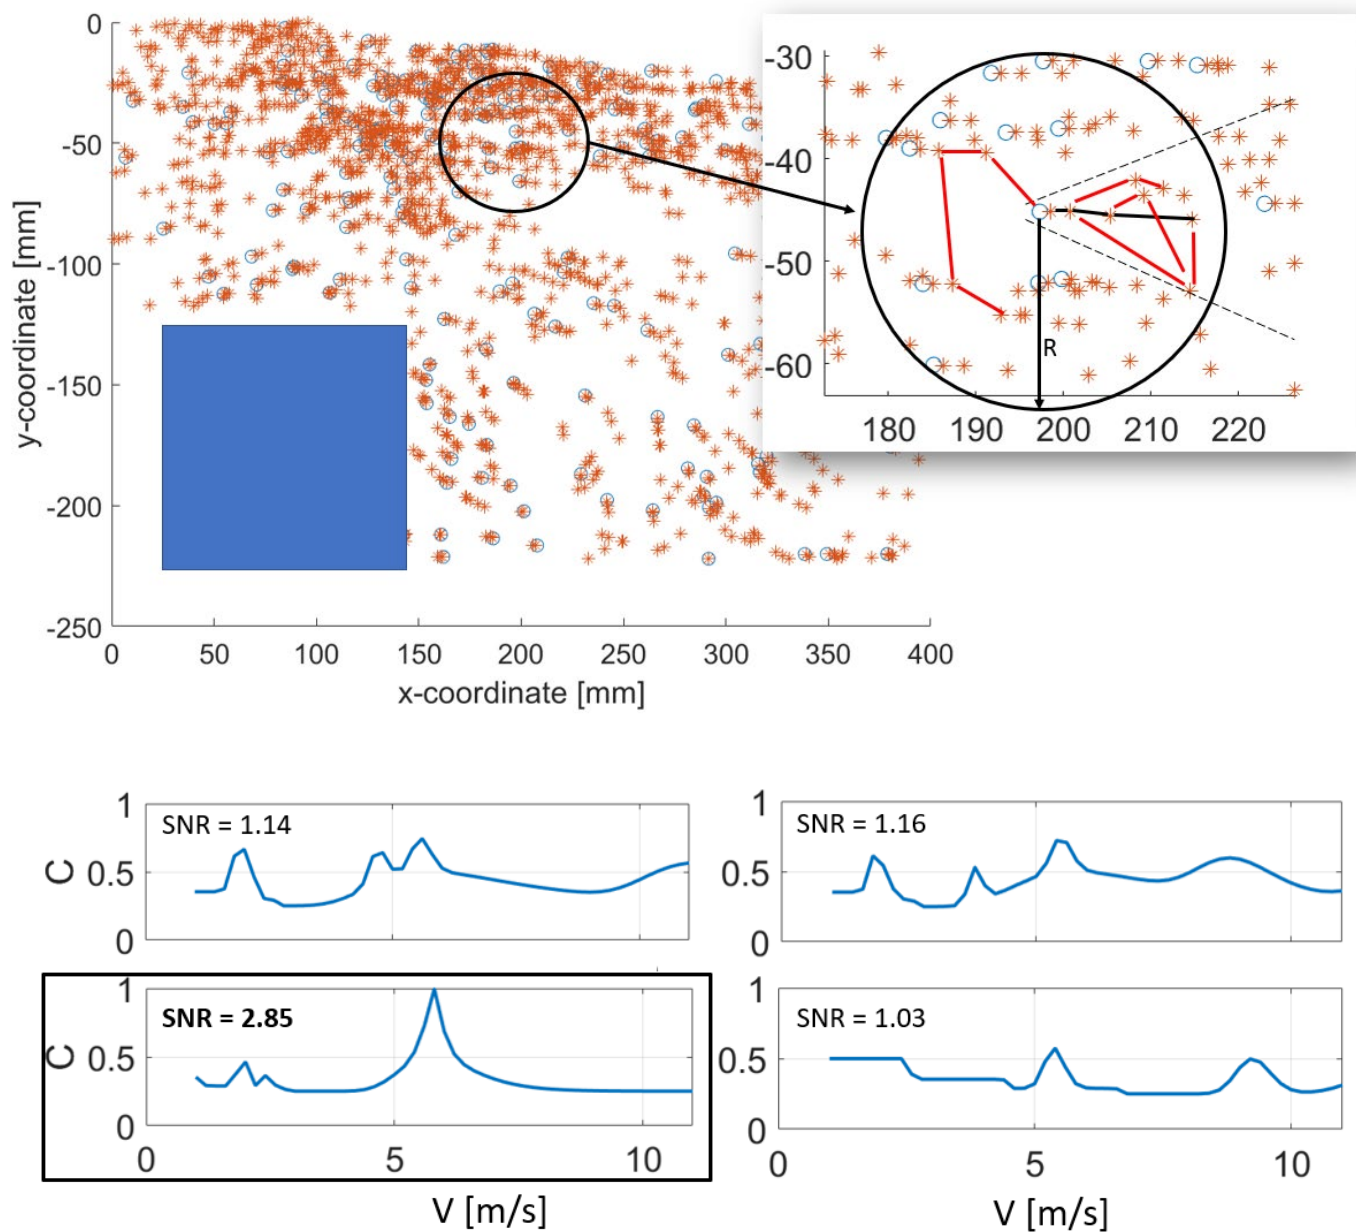 0
-50
-100
-150
-200
-250
y-coordinate [mm]
0 50 100 150 200 250 300 350 400
x-coordinate [mm]
-30
-40
-50
-60
R
180 190 200 210 220
1
0.5
0
C
SNR = 1.14
1
0.5
0
SNR = 1.16
1
0.5
0
C
SNR = 2.85
0 5 10
V [m/s]
1
0.5
0
SNR = 1.03
0 5 10
V [m/s]